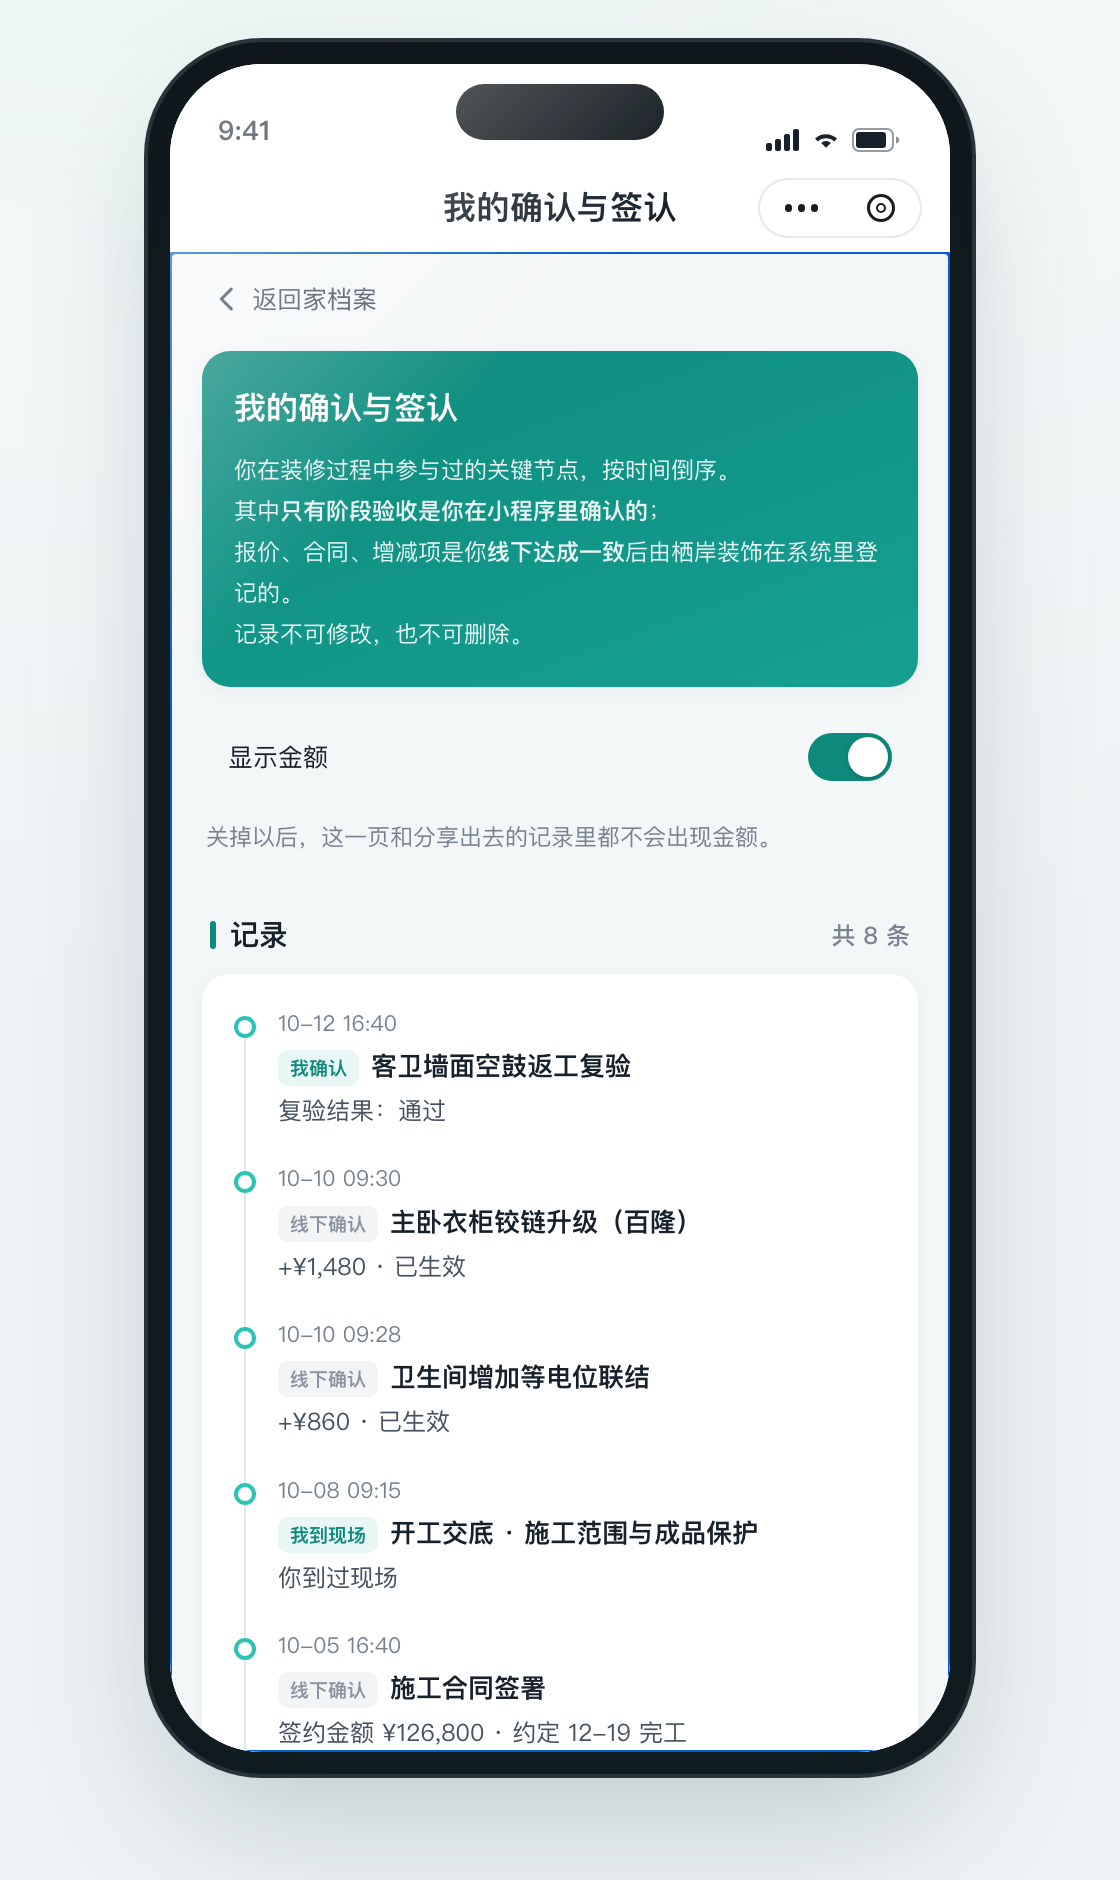 9:41
我的确认与签认
返回家档案
我的确认与签认
你在装修过程中参与过的关键节点，按时间倒序。
其中只有阶段验收是你在小程序里确认的；
报价、合同、增减项是你线下达成一致后由栖岸装饰在系统里登
记的。
记录不可修改，也不可删除。
显示金额
关掉以后，这一页和分享出去的记录里都不会出现金额。
记录
共 8 条
10-12 16:40
我确认 客卫墙面空鼓返工复验
复验结果：通过
10-10 09:30
线下确认 主卧衣柜铰链升级（百隆）
+¥1,480 · 已生效
10-10 09:28
线下确认 卫生间增加等电位联结
+¥860 · 已生效
10-08 09:15
我到现场 开工交底 · 施工范围与成品保护
你到过现场
10-05 16:40
线下确认 施工合同签署
签约金额 ¥126,800 · 约定 12-19 完工